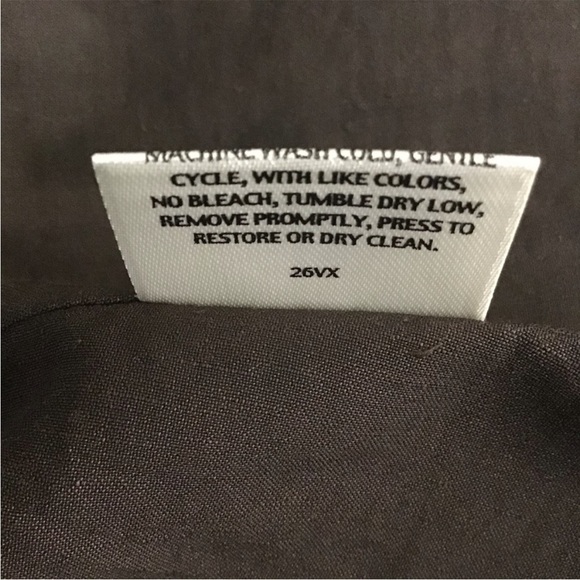 MACHINE WASH COLD, GENTLE
CYCLE, WITH LIKE COLORS,
NO BLEACH, TUMBLE DRY LOW,
REMOVE PROMPTLY, PRESS TO
RESTORE OR DRY CLEAN.
26VX